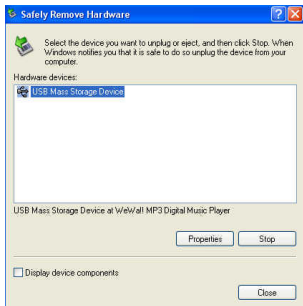 Safely Remove Hardware
Select the device you want to unplug or eject, and then click Stop. When
Windows notifies you that it is safe to do so unplug the device from your
computer.
Hardware devices:
USB Mass Storage Device
USB Mass Storage Device at WeWa!! MP3 Digital Music Player
Properties
Stop
Display device components
Close